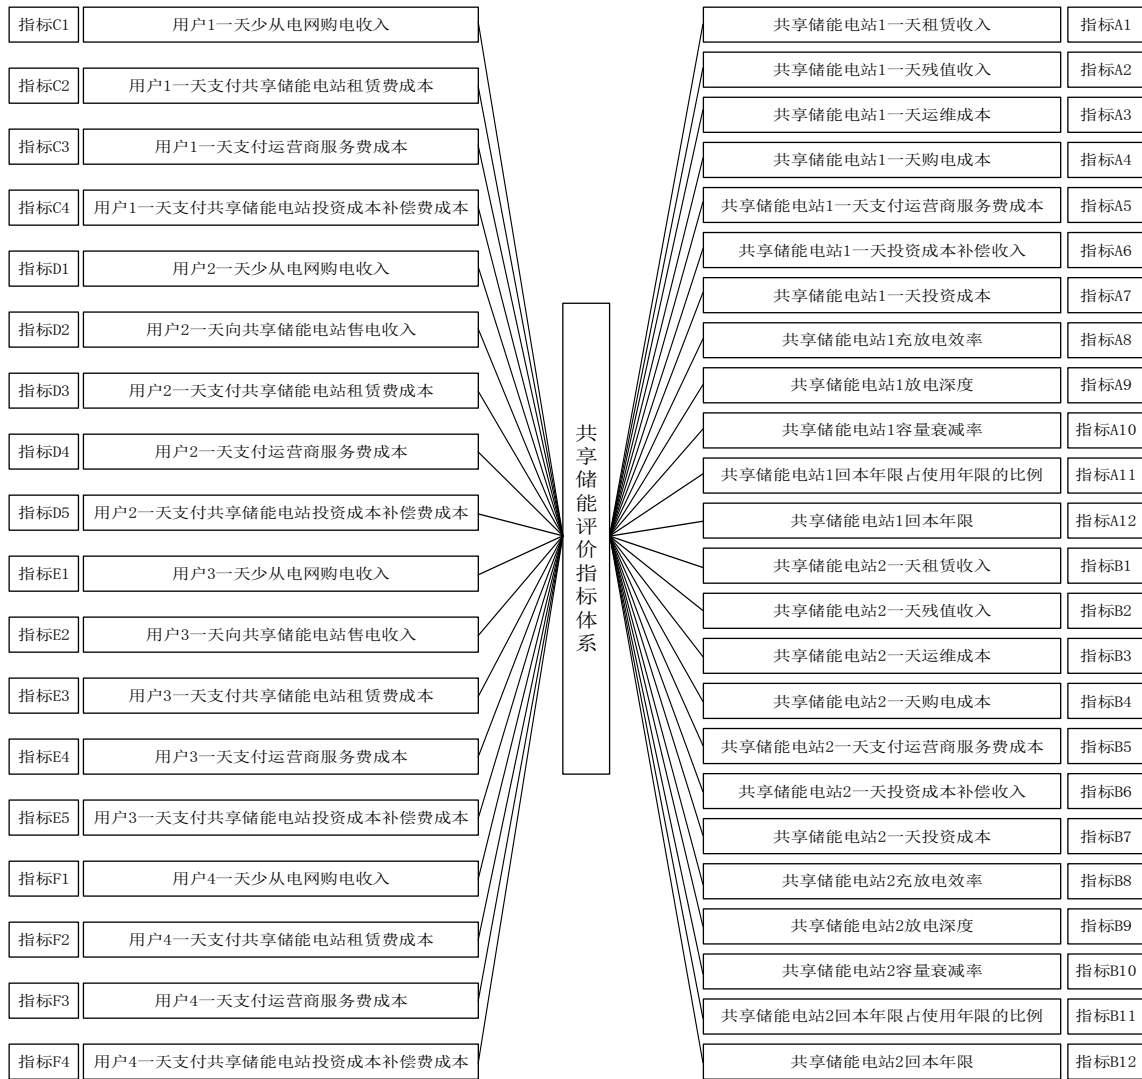 指标C1 用户1一天少从电网购电收入
指标C2 用户1一天支付共享储能电站租赁费成本
指标C3 用户1一天支付运营商服务费成本
指标C4 用户1一天支付共享储能电站投资成本补偿费成本
指标D1 用户2一天少从电网购电收入
指标D2 用户2一天向共享储能电站售电收入
指标D3 用户2一天支付共享储能电站租赁费成本
指标D4 用户2一天支付运营商服务费成本
指标D5 用户2一天支付共享储能电站投资成本补偿费成本
指标E1 用户3一天少从电网购电收入
指标E2 用户3一天向共享储能电站售电收入
指标E3 用户3一天支付共享储能电站租赁费成本
指标E4 用户3一天支付运营商服务费成本
指标E5 用户3一天支付共享储能电站投资成本补偿费成本
指标F1 用户4一天少从电网购电收入
指标F2 用户4一天支付共享储能电站租赁费成本
指标F3 用户4一天支付运营商服务费成本
指标F4 用户4一天支付共享储能电站投资成本补偿费成本
共享储能评价指标体系
共享储能电站1一天租赁收入 指标A1
共享储能电站1一天残值收入 指标A2
共享储能电站1一天运维成本 指标A3
共享储能电站1一天购电成本 指标A4
共享储能电站1一天支付运营商服务费成本 指标A5
共享储能电站1一天投资成本补偿收入 指标A6
共享储能电站1一天投资成本 指标A7
共享储能电站1充放电效率 指标A8
共享储能电站1放电深度 指标A9
共享储能电站1容量衰减率 指标A10
共享储能电站1回本年限占使用年限的比例 指标A11
共享储能电站1回本年限 指标A12
共享储能电站2一天租赁收入 指标B1
共享储能电站2一天残值收入 指标B2
共享储能电站2一天运维成本 指标B3
共享储能电站2一天购电成本 指标B4
共享储能电站2一天支付运营商服务费成本 指标B5
共享储能电站2一天投资成本补偿收入 指标B6
共享储能电站2一天投资成本 指标B7
共享储能电站2充放电效率 指标B8
共享储能电站2放电深度 指标B9
共享储能电站2容量衰减率 指标B10
共享储能电站2回本年限占使用年限的比例 指标B11
共享储能电站2回本年限 指标B12